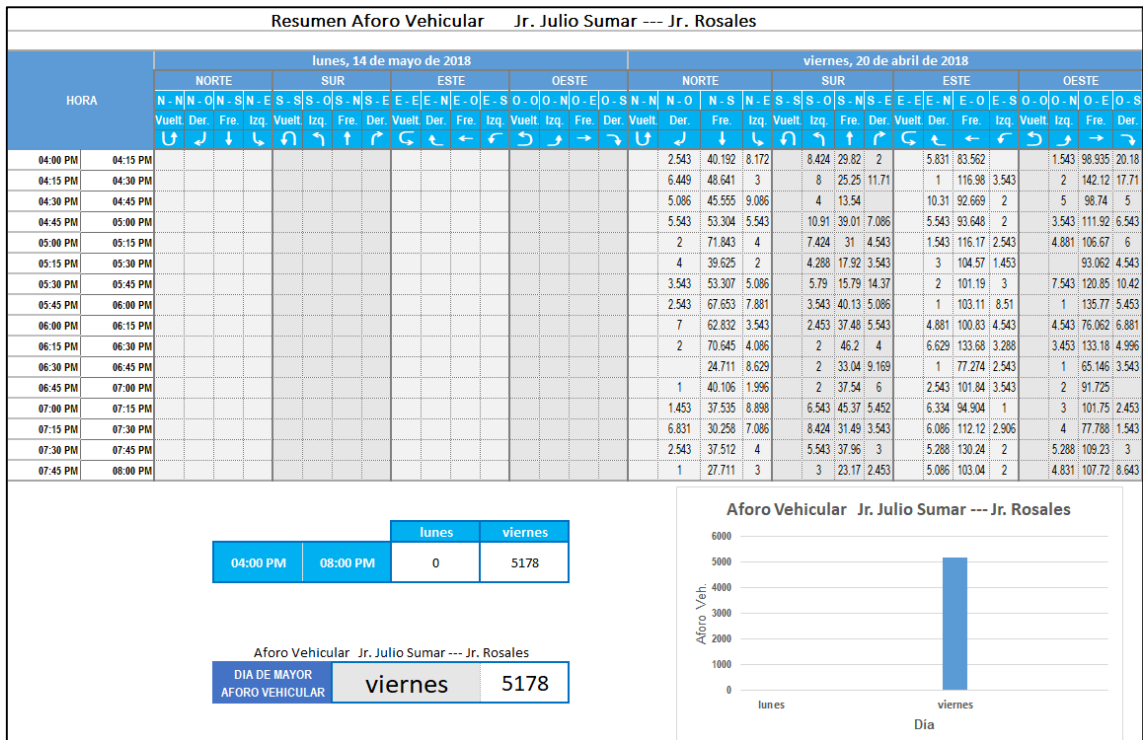 Resumen Aforo Vehicular Jr. Julio Sumar --- Jr. Rosales
HORA lunes, 14 de mayo de 2018 viernes, 20 de abril de 2018
NORTE SUR ESTE OESTE NORTE SUR ESTE OESTE
N - N N - O N - S N - E S - S S - O S - N S - E E - E E - N E - O E - S O - O O - N O - E O - S N - N N - O N - S N - E S - S S - O S - N S - E E - E E - N E - O E - S O - O O - N O - E O - S
Vuelt. Der. Fre. Izq. Vuelt. Izq. Fre. Der. Vuelt. Der. Fre. Izq. Vuelt. Izq. Fre. Der. Vuelt. Der. Fre. Izq. Vuelt. Izq. Fre. Der. Vuelt. Der. Fre. Izq. Vuelt. Izq. Fre. Der.
04:00 PM 04:15 PM 2.543 40.192 8.172 8.424 29.82 2 5.831 83.562 1.543 98.935 20.18
04:15 PM 04:30 PM 6.449 48.641 3 8 25.25 11.71 1 116.98 3.543 2 142.12 17.71
04:30 PM 04:45 PM 5.086 45.555 9.086 4 13.54 10.31 92.669 2 5 98.74 5
04:45 PM 05:00 PM 5.543 53.304 5.543 10.91 39.01 7.086 5.543 93.648 2 3.543 111.92 6.543
05:00 PM 05:15 PM 2 71.843 4 7.424 31 4.543 1.543 116.17 2.543 4.881 106.67 6
05:15 PM 05:30 PM 4 39.625 2 4.288 17.92 3.543 3 104.57 1.453 93.062 4.543
05:30 PM 05:45 PM 3.543 53.307 5.086 5.79 15.79 14.37 2 101.19 3 7.543 120.85 10.42
05:45 PM 06:00 PM 2.543 67.653 7.881 3.543 40.13 5.086 1 103.11 8.51 1 135.77 5.453
06:00 PM 06:15 PM 7 62.832 3.543 2.453 37.48 5.543 4.881 100.83 4.543 4.543 76.062 6.881
06:15 PM 06:30 PM 2 70.645 4.086 2 46.2 4 6.629 133.68 3.288 3.453 133.18 4.996
06:30 PM 06:45 PM 24.711 8.629 2 33.04 9.169 1 77.274 2.543 1 65.146 3.543
06:45 PM 07:00 PM 1 40.106 1.996 2 37.54 6 2.543 101.84 3.543 2 91.725
07:00 PM 07:15 PM 1.453 37.535 8.898 6.543 45.37 5.452 6.334 94.904 1 3 101.75 2.453
07:15 PM 07:30 PM 6.831 30.258 7.086 8.424 31.49 3.543 6.086 112.12 2.906 4 77.788 1.543
07:30 PM 07:45 PM 2.543 37.512 4 5.543 37.96 3 5.288 130.24 2 5.288 109.23 3
07:45 PM 08:00 PM 1 27.711 3 3 23.17 2.453 5.086 103.04 2 4.831 107.72 8.643
lunes viernes
04:00 PM 08:00 PM 0 5178
Aforo Vehicular Jr. Julio Sumar --- Jr. Rosales
DIA DE MAYOR
AFORO VEHICULAR
viernes 5178
Aforo Vehicular Jr. Julio Sumar --- Jr. Rosales
Aforo Veh.
6000
5000
4000
3000
2000
1000
0
lunes viernes
Día